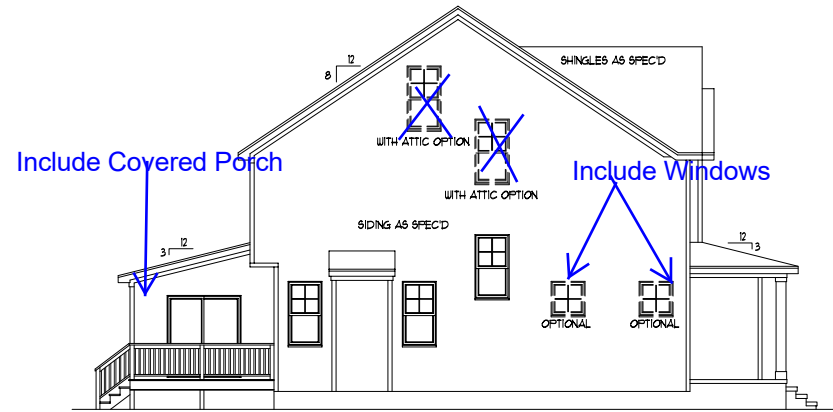 12
8
SHINGLES AS SPEC'D
WITH ATTIC OPTION
Include Covered Porch
Include Windows
WITH ATTIC OPTION
SIDING AS SPEC'D
12
3
12
3
OPTIONAL
OPTIONAL